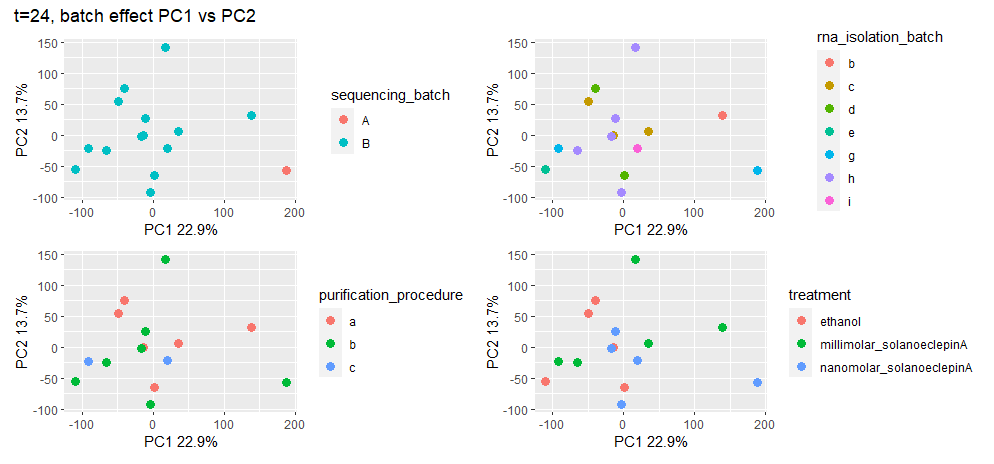 t=24, batch effect PC1 vs PC2
150
100
50
0
-50
-100
-100
0
100
200
PC2 13.7%
PC1 22.9%
sequencing_batch
A
B
150
100
50
0
-50
-100
-100
0
100
200
PC2 13.7%
PC1 22.9%
rna_isolation_batch
b
c
d
e
g
h
i
150
100
50
0
-50
-100
-100
0
100
200
PC2 13.7%
PC1 22.9%
purification_procedure
a
b
c
150
100
50
0
-50
-100
-100
0
100
200
PC2 13.7%
PC1 22.9%
treatment
ethanol
millimolar_solanoeclepinA
nanomolar_solanoeclepinA